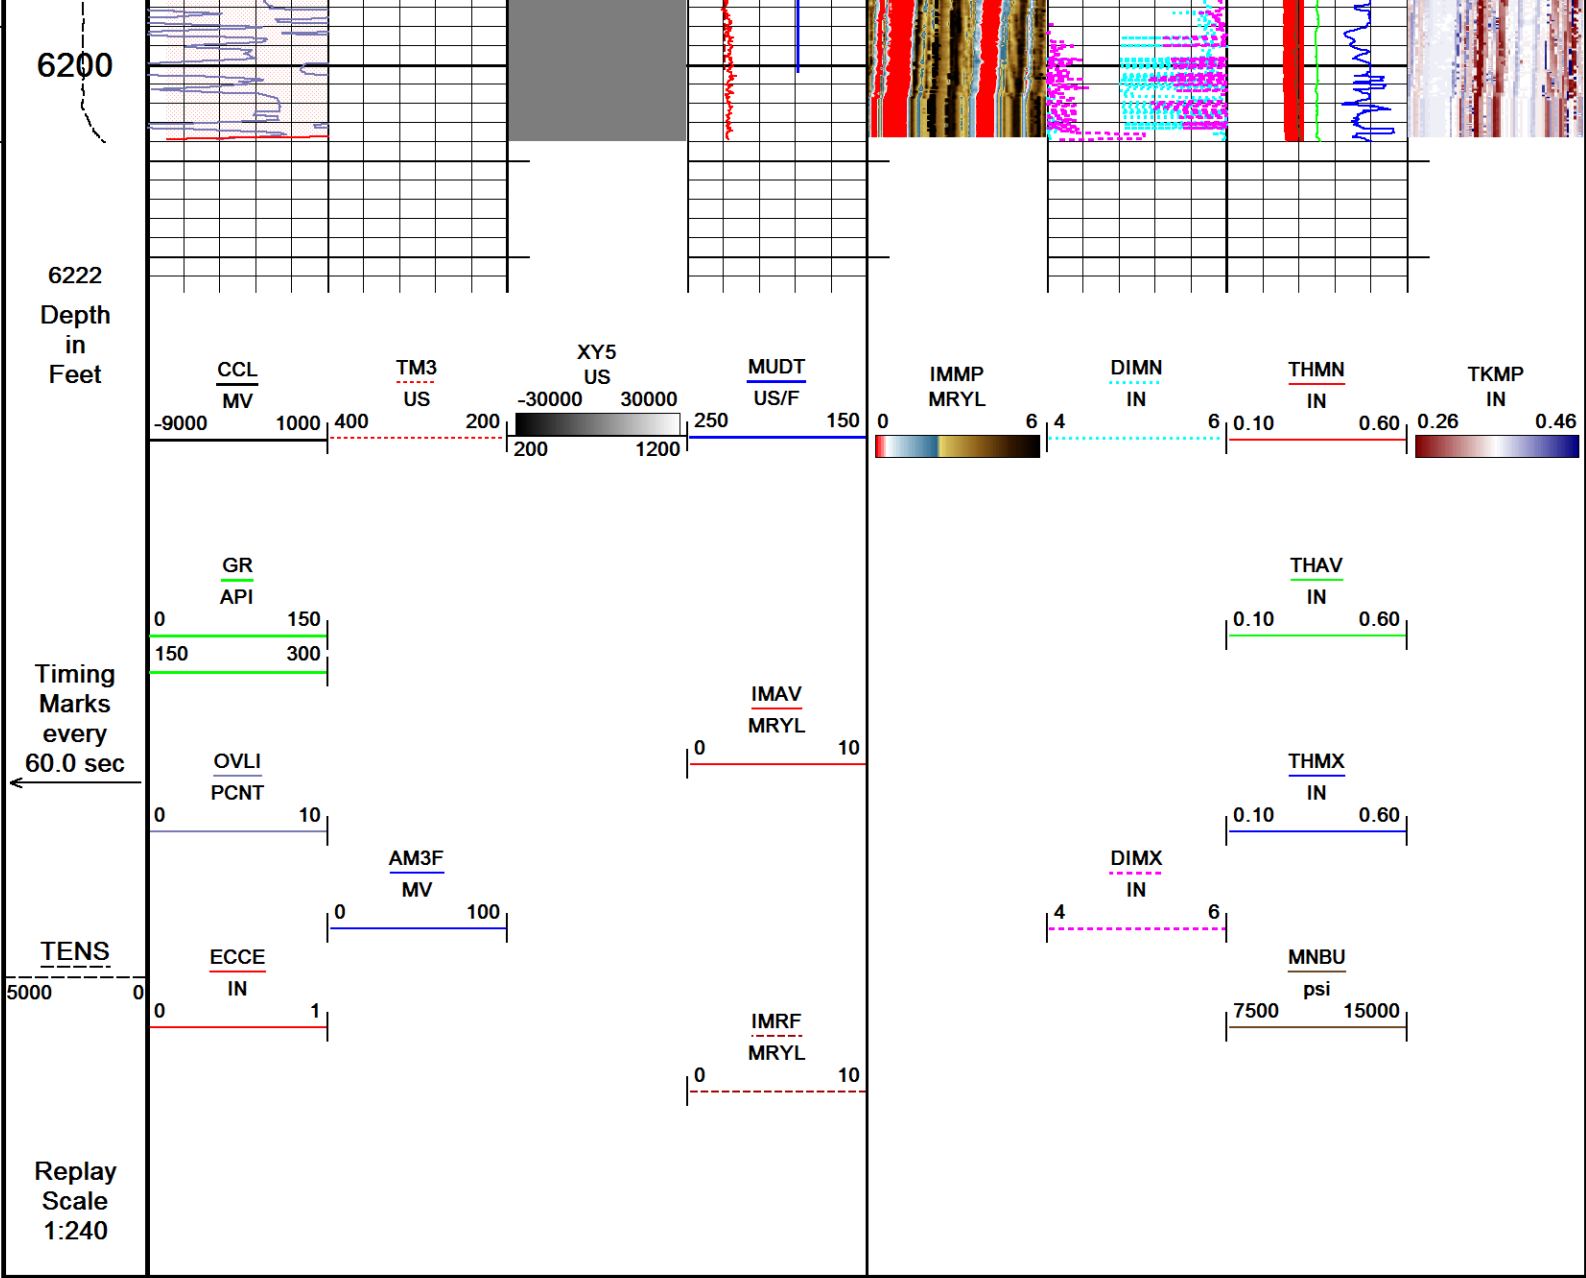 6200
6222
Depth
in
Feet
CCL
MV
-9000 1000
TM3
US
400 200
XY5
US
-30000 30000
200 1200
MUDT
US/F
250 150
IMMP
MRYL
0 6
DIMN
IN
4 6
THMN
IN
0.10 0.60
TKMP
IN
0.26 0.46
GR
API
0 150
150 300
THAV
IN
0.10 0.60
Timing
Marks
every
60.0 sec
IMAV
MRYL
0 10
OVLI
PCNT
0 10
THMX
IN
0.10 0.60
AM3F
MV
0 100
DIMX
IN
4 6
TENS
5000 0
ECCE
IN
0 1
MNBU
psi
7500 15000
IMRF
MRYL
0 10
Replay
Scale
1:240